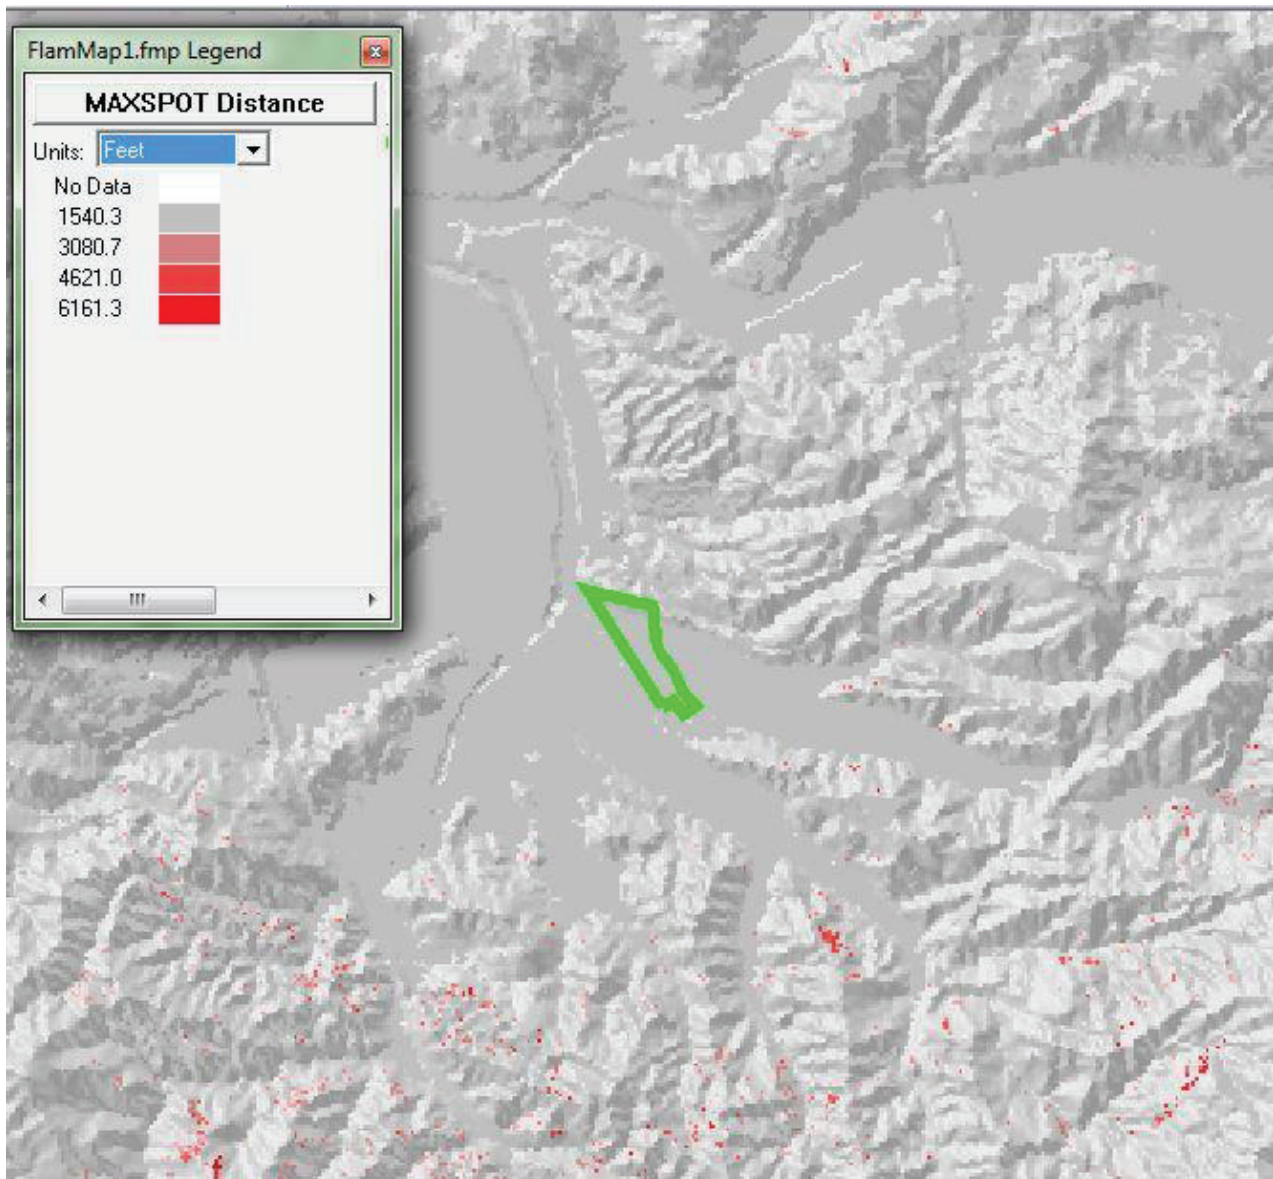 FlamMap1.fmp Legend
MAXSPOT Distance
Units: Feet
No Data
1540.3
3080.7
4621.0
6161.3